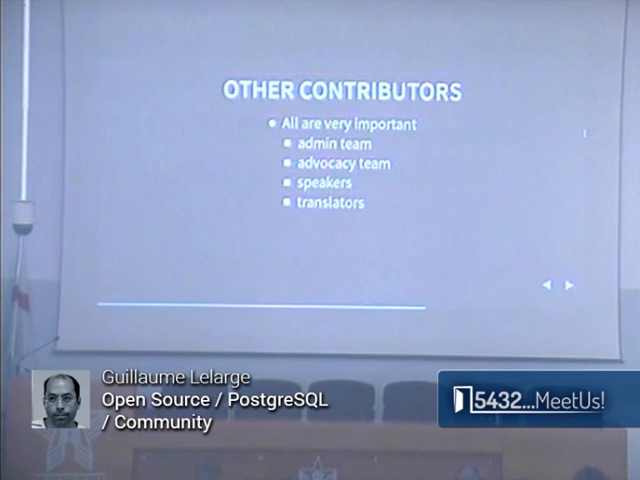 OTHER CONTRIBUTORS
All are very important
admin team
advocacy team
speakers
translators
Guillaume Lelarge
Open Source / PostgreSQL
/ Community
5432...MeetUs!